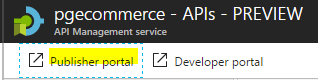 pgecommerce - APIs - PREVIEW
API Management service
Publisher portal
Developer portal